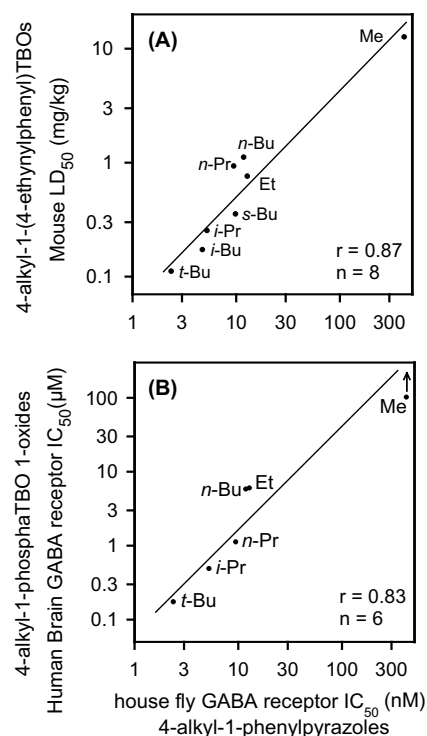 4-alkyl-1-(4-ethynylphenyl)TBOs
Mouse LD50 (mg/kg)
(A)
10
3
1
0.3
0.1
Me
n-Bu
n-Pr
Et
s-Bu
i-Pr
i-Bu
t-Bu
r = 0.87
n = 8
1 3 10 30 100 300
4-alkyl-1-phosphaTBO 1-oxides
Human Brain GABA receptor IC50(μM)
(B)
100
30
10
3
1
0.3
0.1
Me
n-Bu
Et
n-Pr
i-Pr
t-Bu
r = 0.83
n = 6
1 3 10 30 100 300
house fly GABA receptor IC50 (nM)
4-alkyl-1-phenylpyrazoles